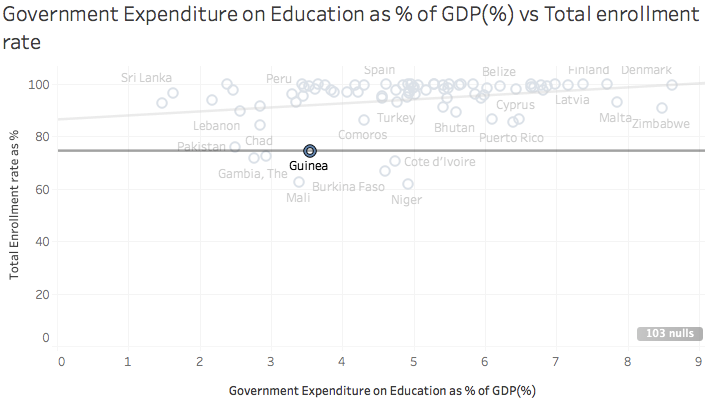 Government Expenditure on Education as % of GDP(%) vs Total enrollment
rate
Spain
Finland Denmark
Sri Lanka
Peru
Belize
100
Cyprus
Latvia
Lebanon
Turkey
Malta
Zimbabwe
Bhutan
Comoros
80
Puerto Rico
Pakistan
Chad
Guinea
Cote d'Ivoire
Gambia, The
Burkina Faso
60
Mali
Niger
40
20
0
103 nulls
0 1 2 3 4 5 6 7 8 9
Total Enrollment rate as %
Government Expenditure on Education as % of GDP(%)